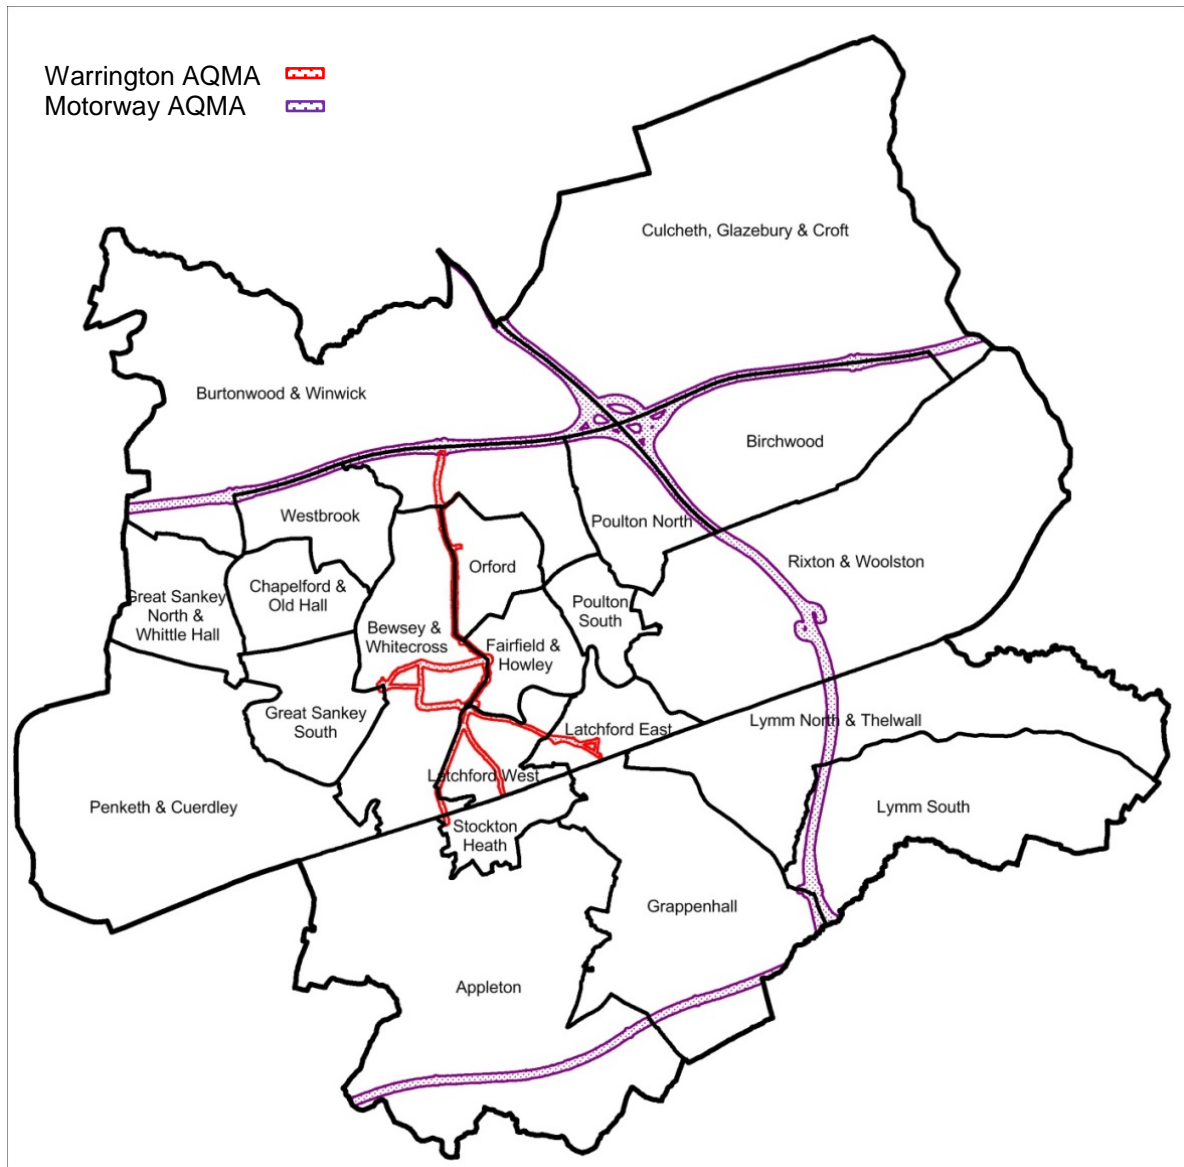 Warrington AQMA
Motorway AQMA
Culcheth, Glazebury & Croft
Burtonwood & Winwick
Birchwood
Westbrook
Poulton North
Rixton & Woolston
Orford
Chapelford &
Old Hall
Great Sankey
North &
Whittle Hall
Bewsey &
Whitecross
Poulton
South
Fairfield &
Howley
Great Sankey
South
Latchford East
Lymm North & Thelwall
Latchford West
Penketh & Cuerdley
Stockton
Heath
Lymm South
Grappenhall
Appleton